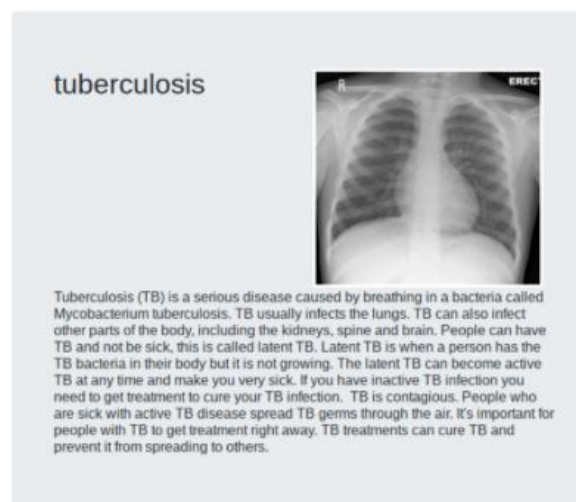 tuberculosis
R
ERECT
Tuberculosis (TB) is a serious disease caused by breathing in a bacteria called
Mycobacterium tuberculosis. TB usually infects the lungs. TB can also infect
other parts of the body, including the kidneys, spine and brain. People can have
TB and not be sick, this is called latent TB. Latent TB is when a person has the
TB bacteria in their body but it is not growing. The latent TB can become active
TB at any time and make you very sick. If you have inactive TB infection you
need to get treatment to cure your TB infection.  TB is contagious. People who
are sick with active TB disease spread TB germs through the air. It's important for
people with TB to get treatment right away. TB treatments can cure TB and
prevent it from spreading to others.